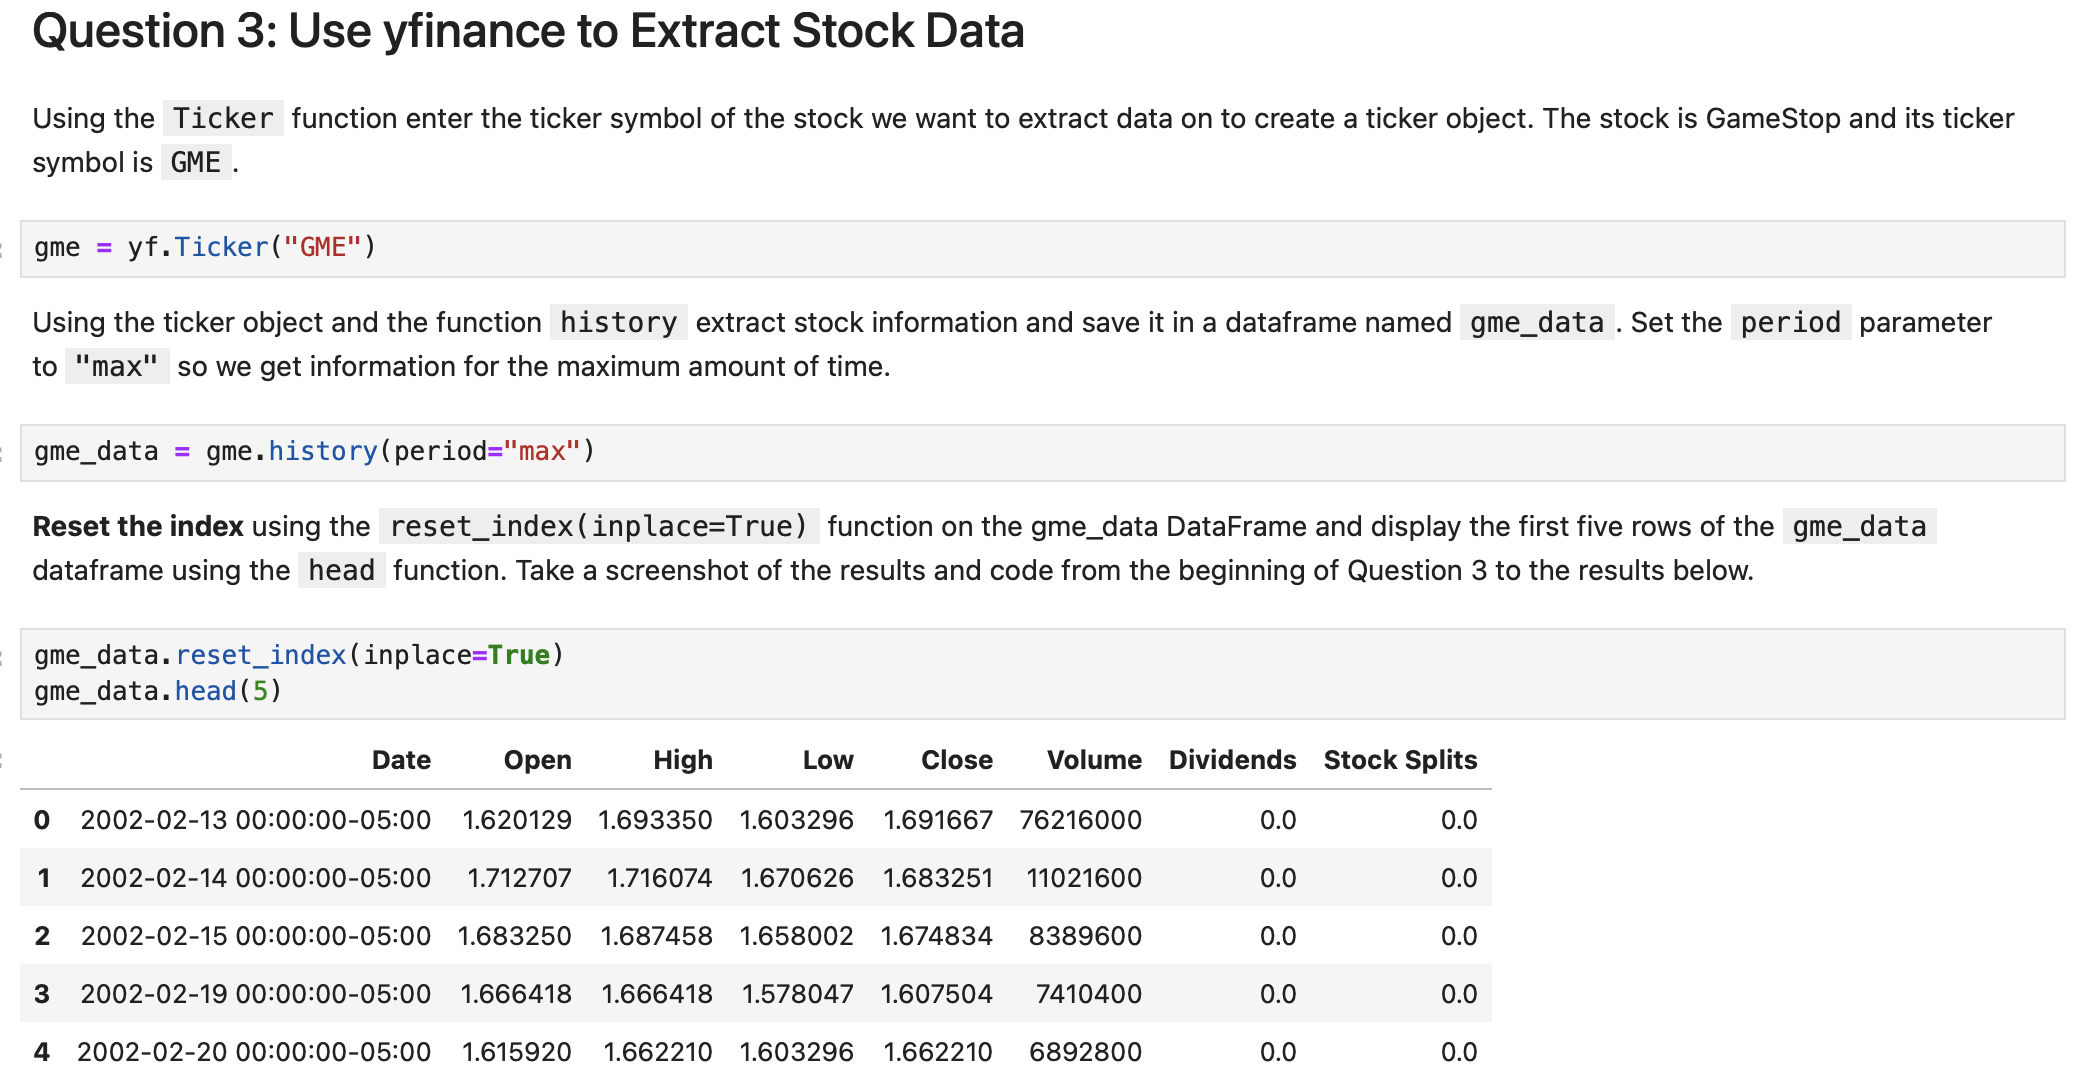 Question 3: Use yfinance to Extract Stock Data
Using the Ticker function enter the ticker symbol of the stock we want to extract data on to create a ticker object. The stock is GameStop and its ticker
symbol is GME .
gme = yf.Ticker("GME")
Using the ticker object and the function history extract stock information and save it in a dataframe named gme_data . Set the period parameter
to "max" so we get information for the maximum amount of time.
gme_data = gme.history(period="max")
Reset the index using the reset_index(inplace=True) function on the gme_data DataFrame and display the first five rows of the gme_data
dataframe using the head function. Take a screenshot of the results and code from the beginning of Question 3 to the results below.
gme_data.reset_index(inplace=True)
gme_data.head(5)
Date Open High Low Close Volume Dividends Stock Splits
0 2002-02-13 00:00:00-05:00 1.620129 1.693350 1.603296 1.691667 76216000 0.0 0.0
1 2002-02-14 00:00:00-05:00 1.712707 1.716074 1.670626 1.683251 11021600 0.0 0.0
2 2002-02-15 00:00:00-05:00 1.683250 1.687458 1.658002 1.674834 8389600 0.0 0.0
3 2002-02-19 00:00:00-05:00 1.666418 1.666418 1.578047 1.607504 7410400 0.0 0.0
4 2002-02-20 00:00:00-05:00 1.615920 1.662210 1.603296 1.662210 6892800 0.0 0.0